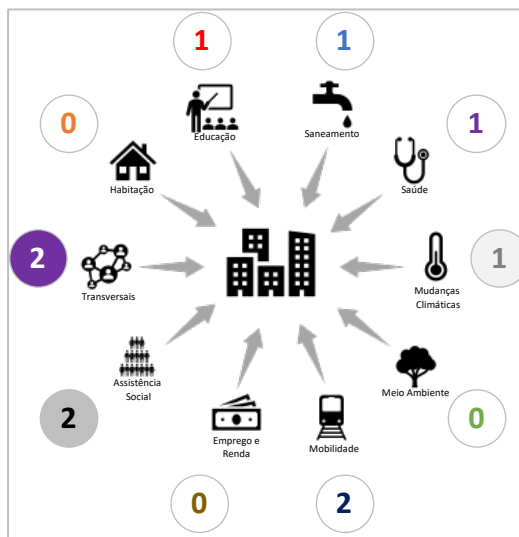 1
1
Educação
Saneamento
0
1
Habitação
Saúde
2
Transversais
1
Mudanças
Climáticas
Assistência
Social
Meio Ambiente
2
Emprego e
Renda
Mobilidade
0
0
2